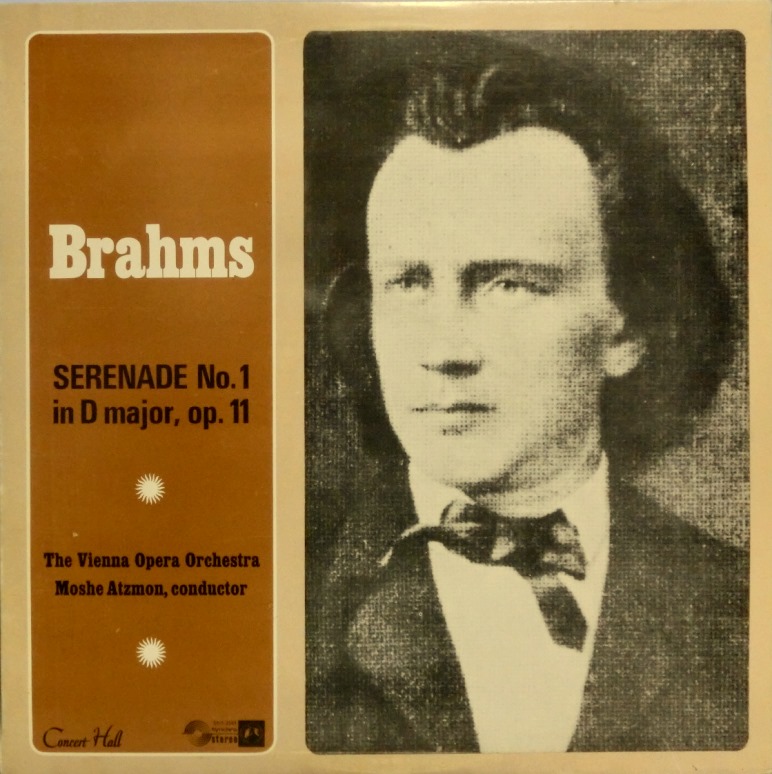 Brahms
SERENADE No. 1
in D major, op. 11
The Vienna Opera Orchestra
Moshe Atzmon, conductor
Concert Hall
stereo